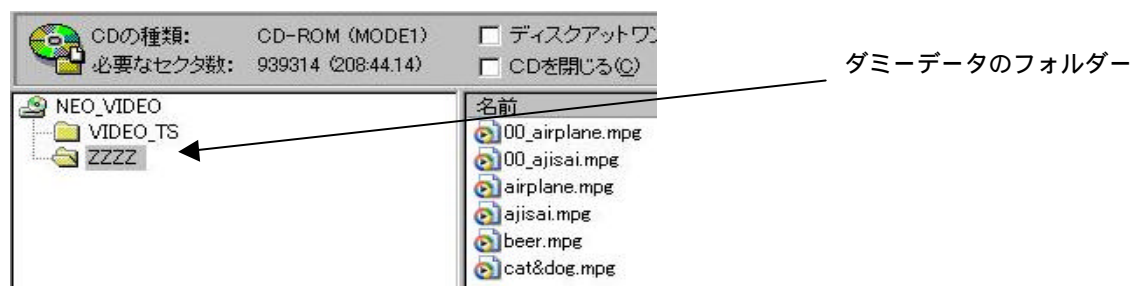 CDの種類: CD-ROM (MODE1)
必要なセクタ数: 939314 (208:44.14)
ディスクアットワン
CDを閉じる(C)
ダミーデータのフォルダー
NEO_VIDEO
VIDEO_TS
ZZZZ
名前
00_airplane.mpg
00_ajisai.mpg
airplane.mpg
ajisai.mpg
beer.mpg
cat&dog.mpg